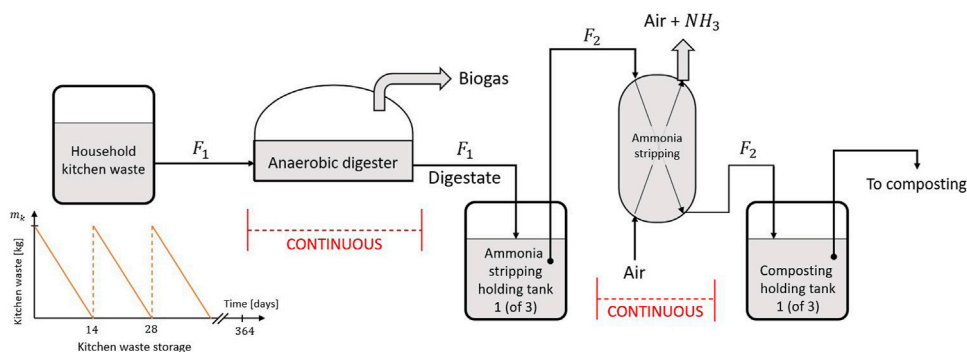 Air + NH3
F2
Biogas
Household
kitchen waste
F1
Anaerobic digester
F1
Digestate
Ammonia
stripping
F2
To composting
CONTINUOUS
Ammonia
stripping
holding tank
1 (of 3)
Air
CONTINUOUS
Composting
holding tank
1 (of 3)
mk
Kitchen waste [kg]
Time [days]
14
28
364
Kitchen waste storage